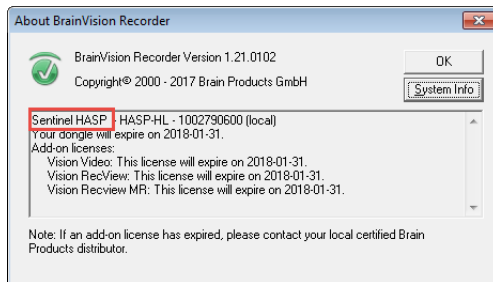 About BrainVision Recorder
BrainVision Recorder Version 1.21.0102
OK
Copyright© 2000 - 2017 Brain Products GmbH
System Info
Sentinel HASP - HASP-HL - 1002790600 (local)
Your dongle will expire on 2018-01-31.
Add-on licenses:
Vision Video: This license will expire on 2018-01-31.
Vision RecView: This license will expire on 2018-01-31.
Vision Recview MR: This license will expire on 2018-01-31.
Note: If an add-on license has expired, please contact your local certified Brain
Products distributor.